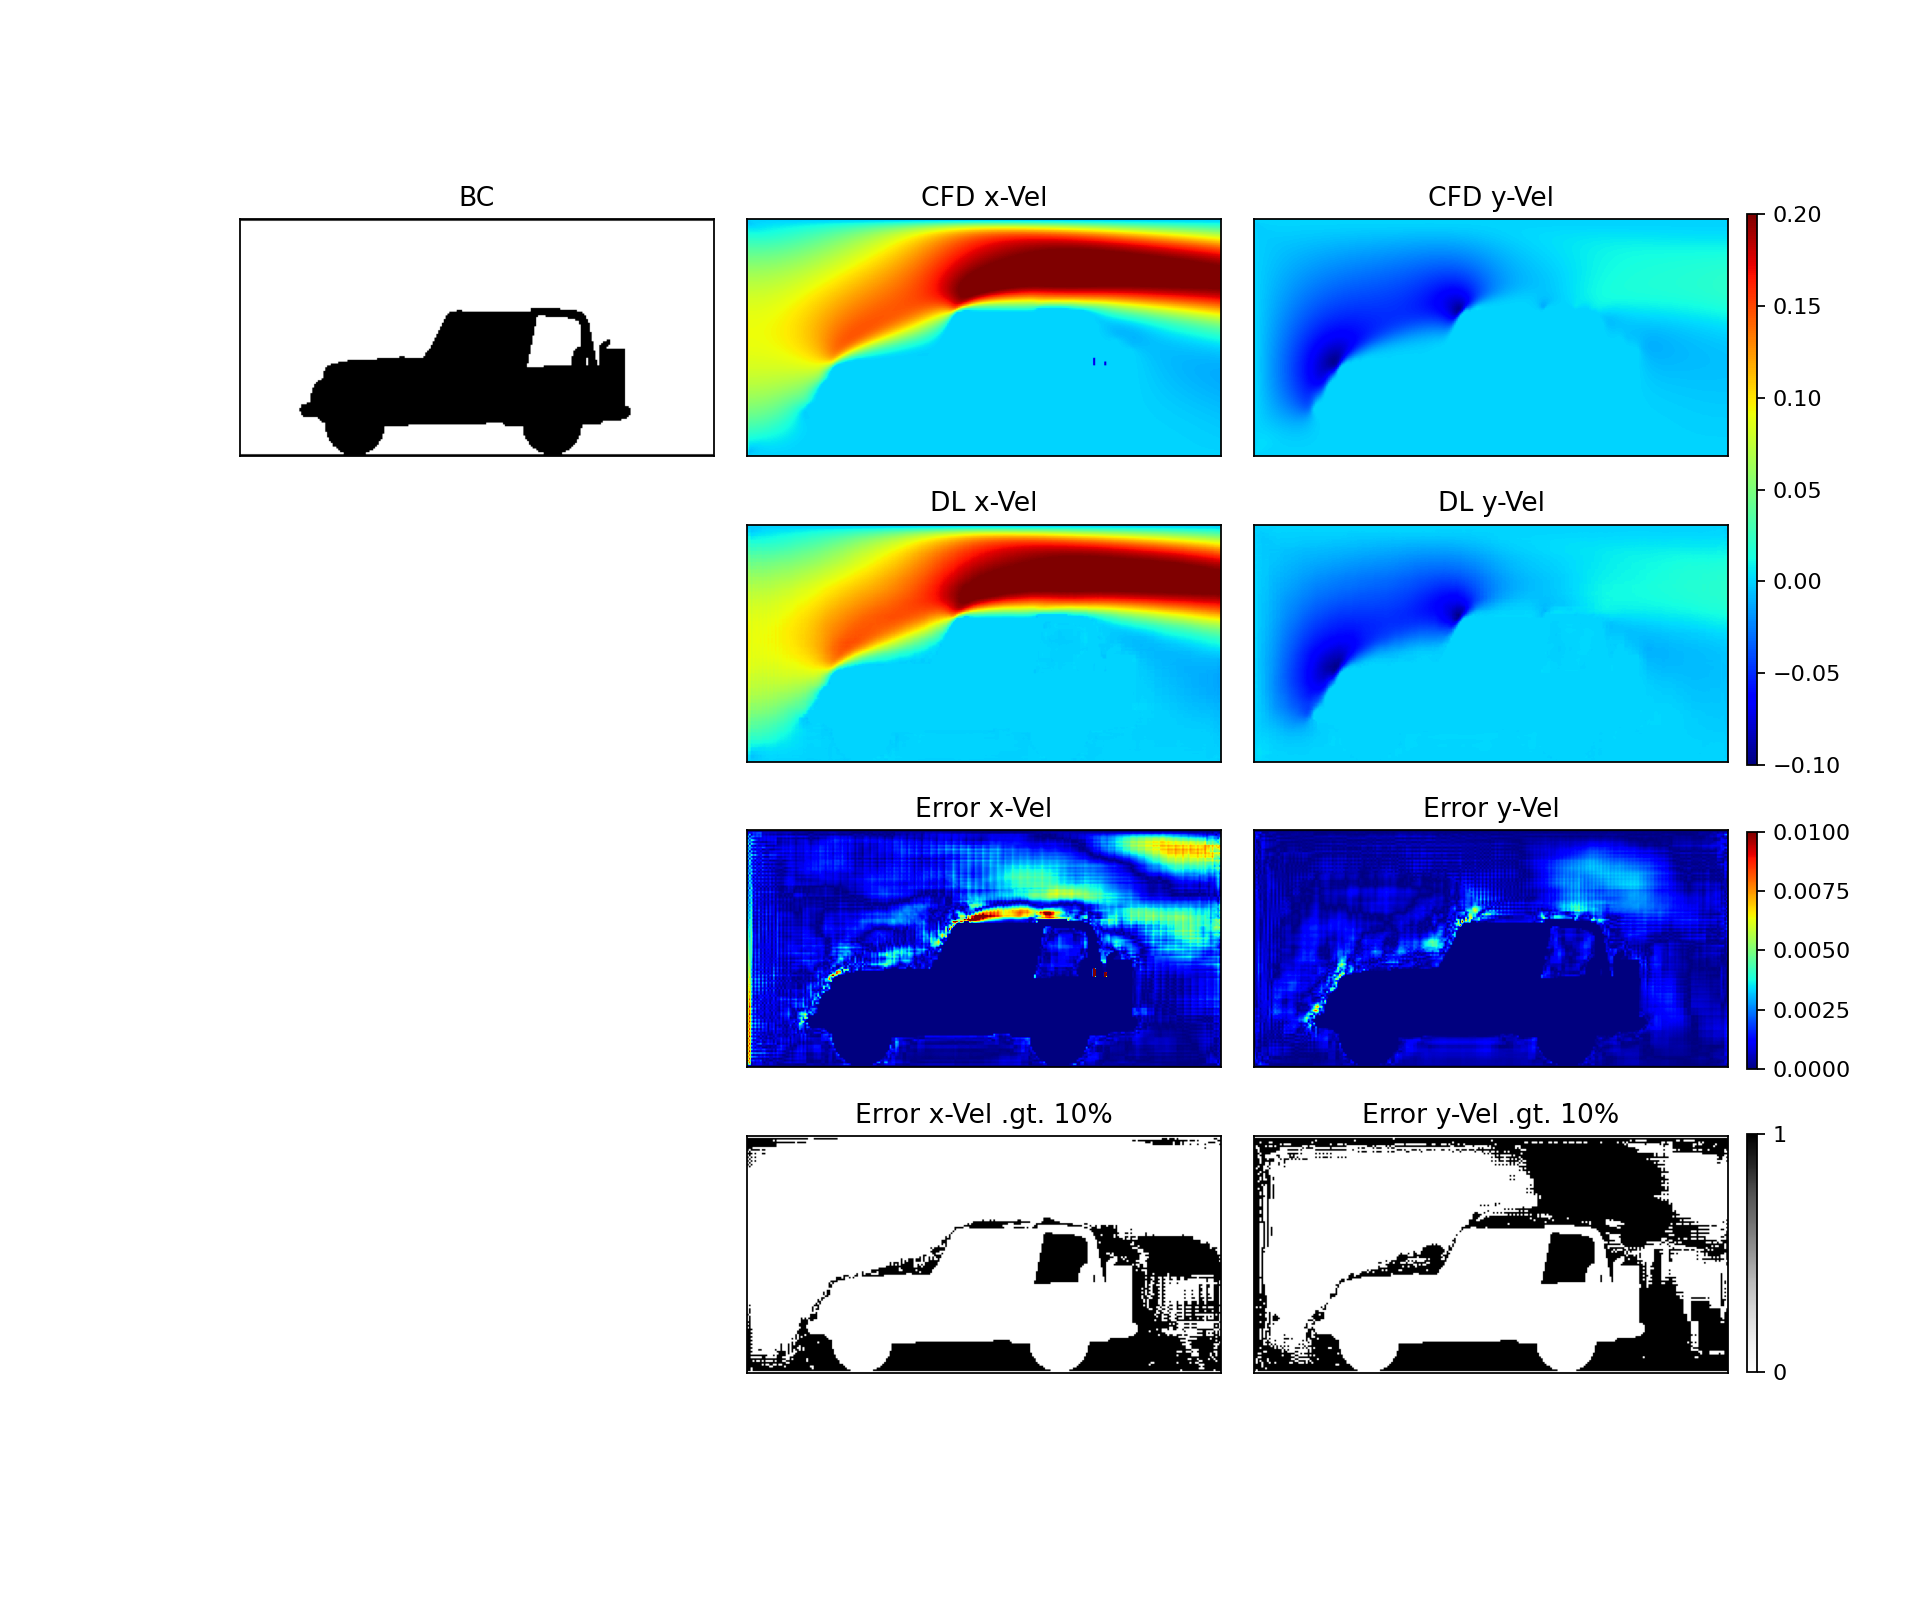 BC
CFD x-Vel
CFD y-Vel
0.20
0.15
0.10
0.05
0.00
−0.05
−0.10
DL x-Vel
DL y-Vel
Error x-Vel
Error y-Vel
0.0100
0.0075
0.0050
0.0025
0.0000
Error x-Vel .gt. 10%
Error y-Vel .gt. 10%
1
0